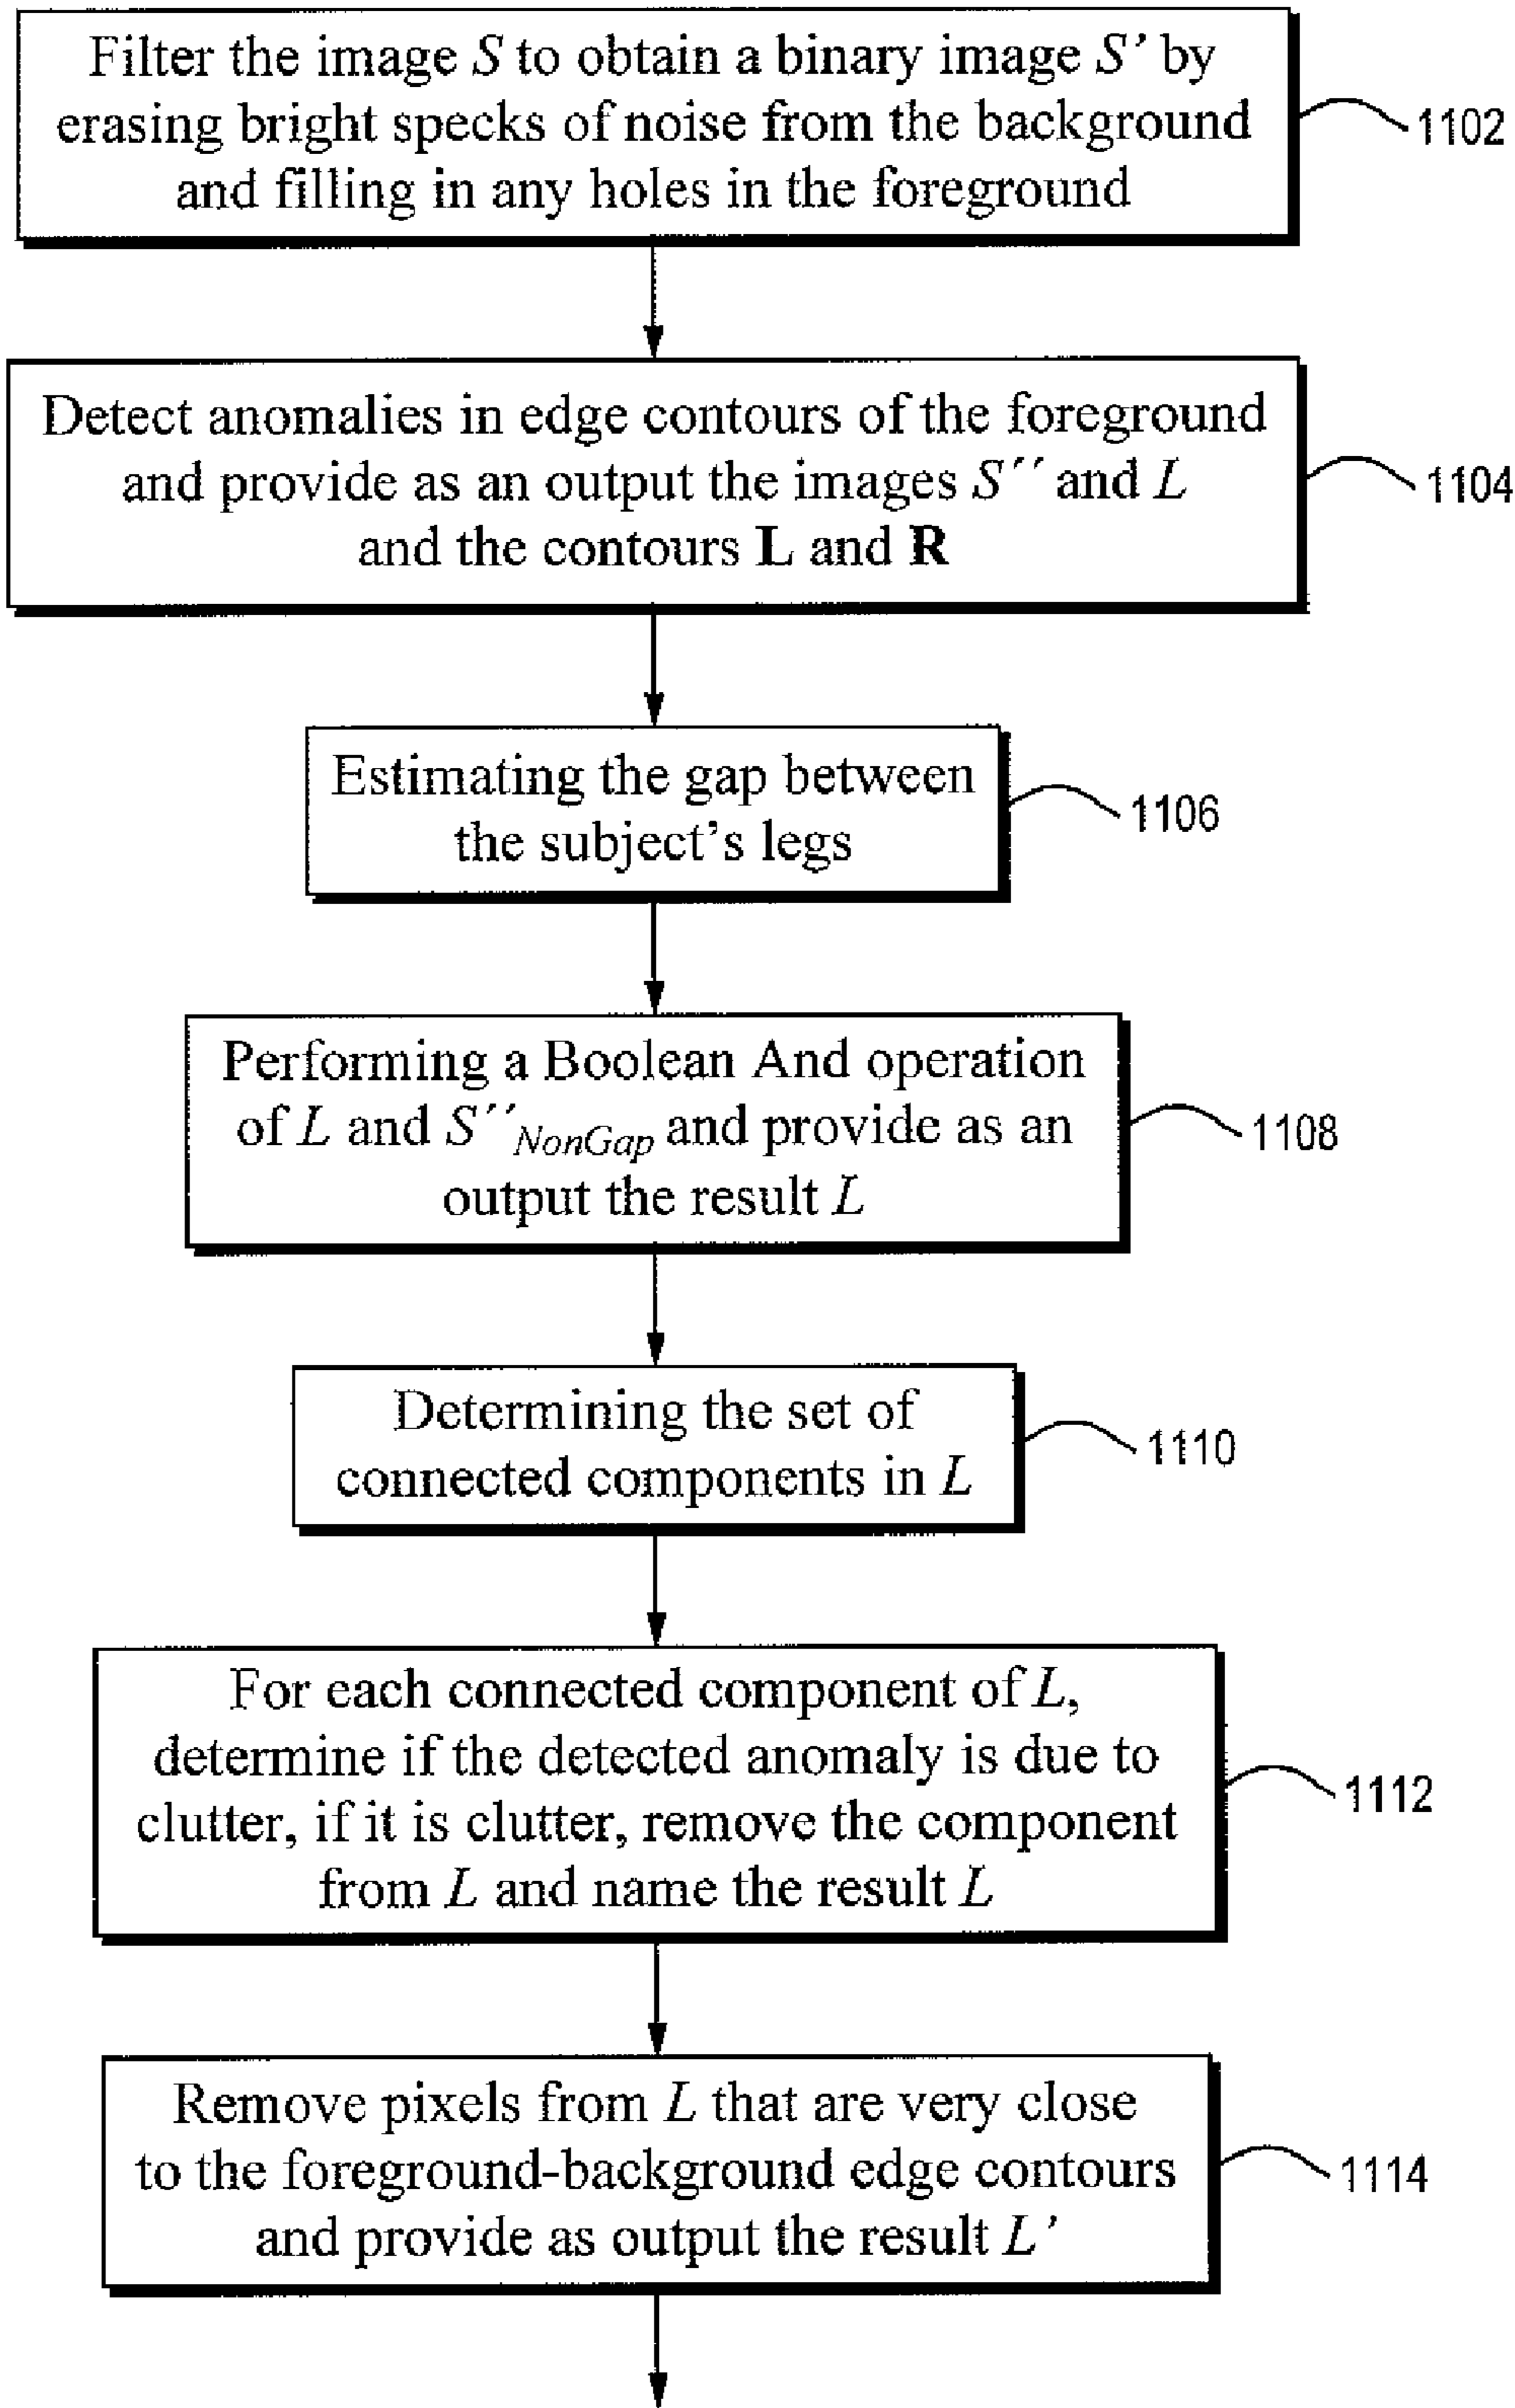 Filter the image S to obtain a binary image S’ by
erasing bright specks of noise from the background
and filling in any holes in the foreground
1102
Detect anomalies in edge contours of the foreground
and provide as an output the images S´´ and L
and the contours L and R
1104
Estimating the gap between
the subject’s legs
1106
Performing a Boolean And operation
of L and S´´NonGap and provide as an
output the result L
1108
Determining the set of
connected components in L
1110
For each connected component of L,
determine if the detected anomaly is due to
clutter, if it is clutter, remove the component
from L and name the result L
1112
Remove pixels from L that are very close
to the foreground-background edge contours
and provide as output the result L’
1114